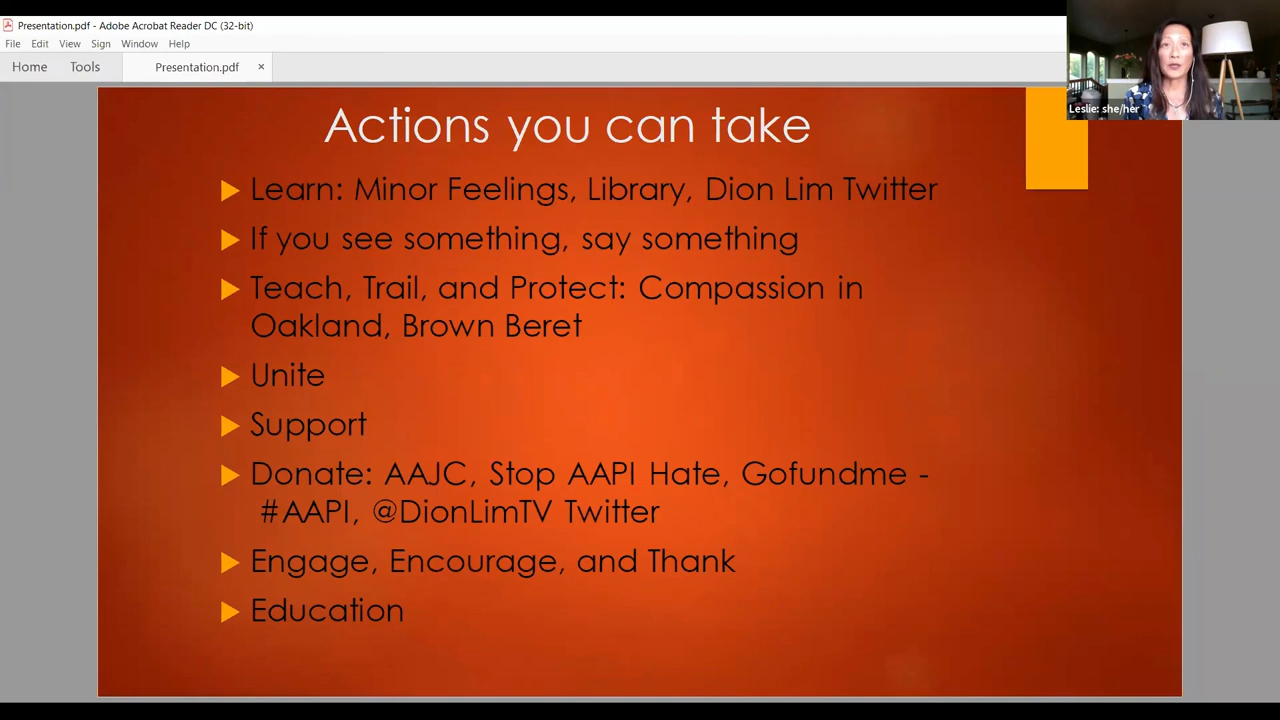 Presentation.pdf - Adobe Acrobat Reader DC (32-bit)
File Edit View Sign Window Help
Home Tools Presentation.pdf ×
Leslie: she/her
Actions you can take
Learn: Minor Feelings, Library, Dion Lim Twitter
If you see something, say something
Teach, Trail, and Protect: Compassion in
Oakland, Brown Beret
Unite
Support
Donate: AAJC, Stop AAPI Hate, Gofundme -
#AAPI, @DionLimTV Twitter
Engage, Encourage, and Thank
Education